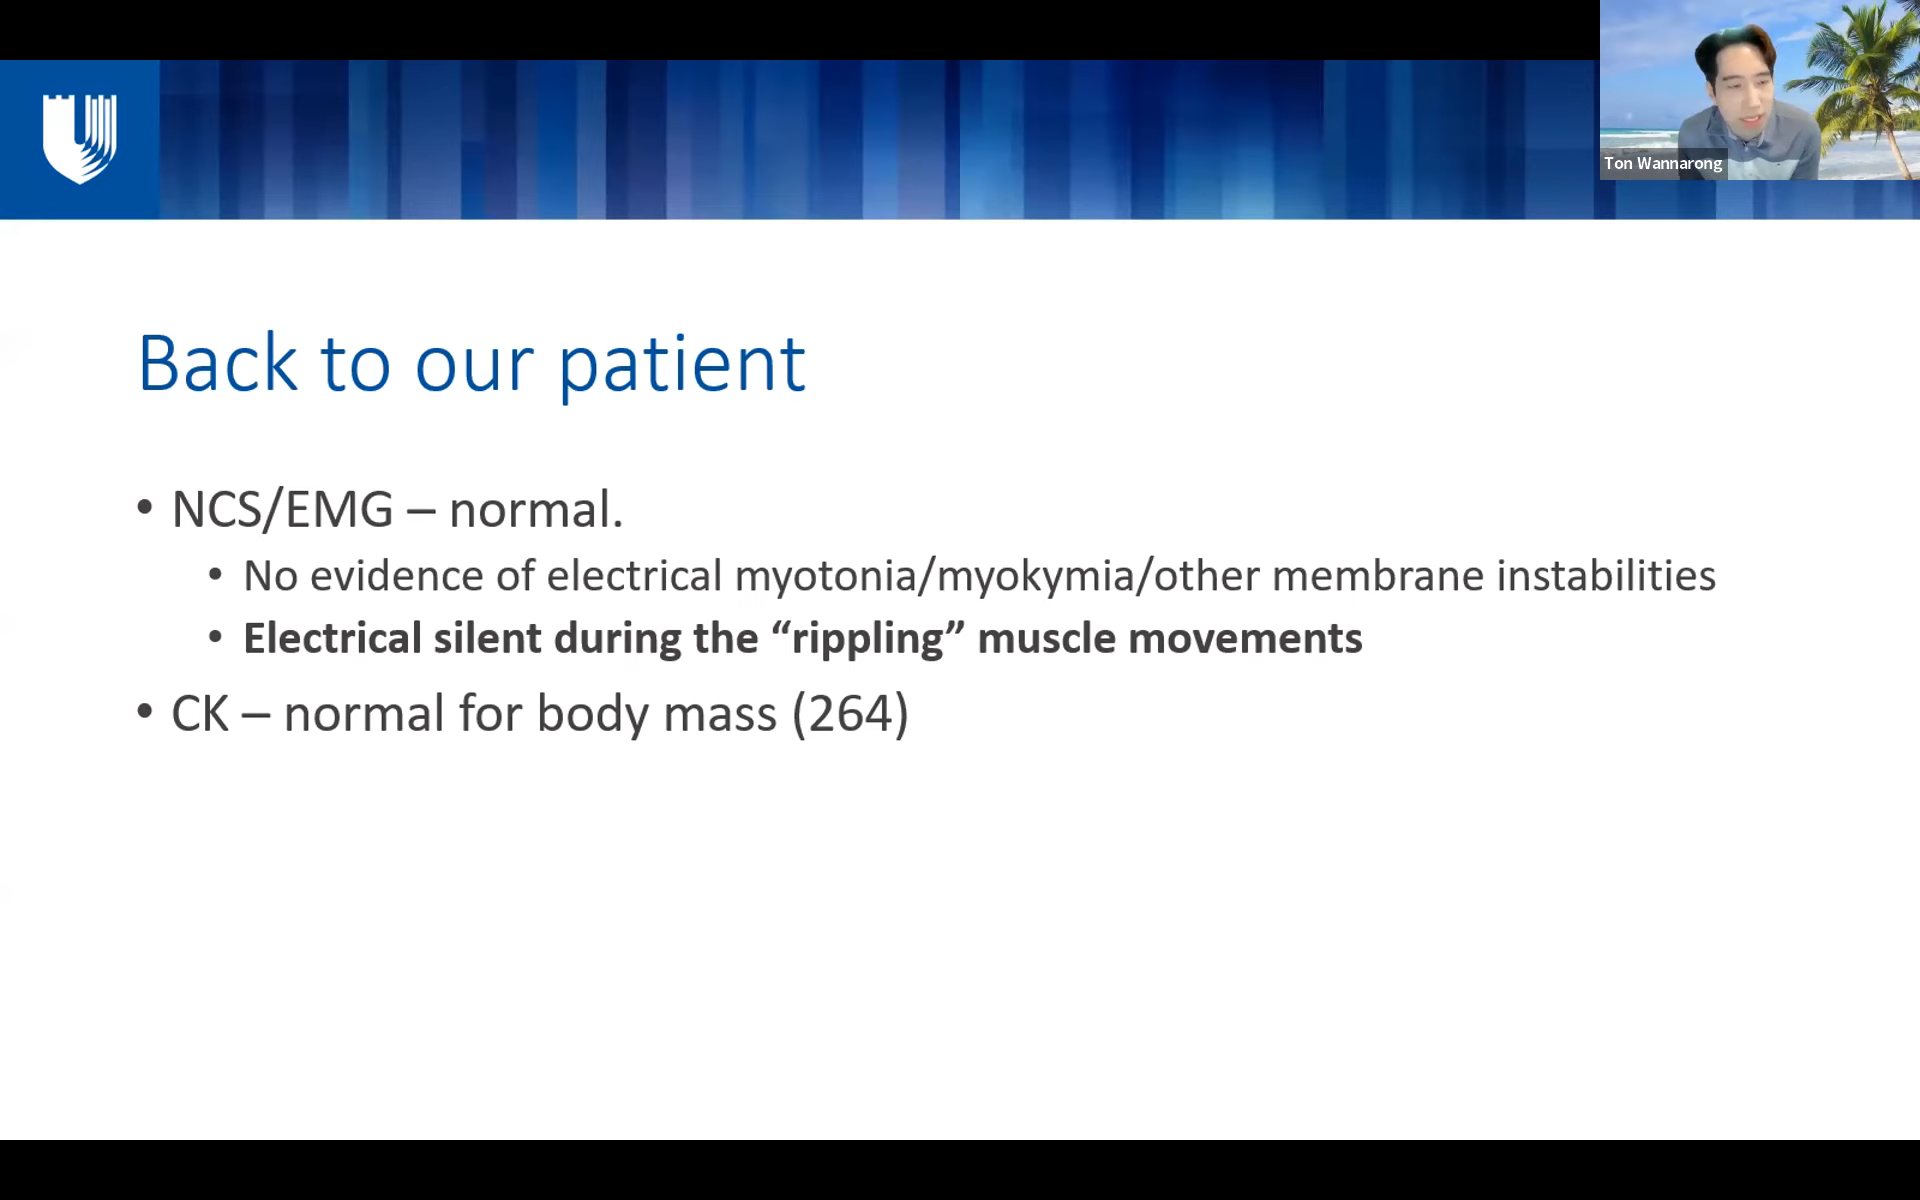 Ton Wannarong
Back to our patient
• NCS/EMG – normal.
• No evidence of electrical myotonia/myokymia/other membrane instabilities
• Electrical silent during the “rippling” muscle movements
• CK – normal for body mass (264)